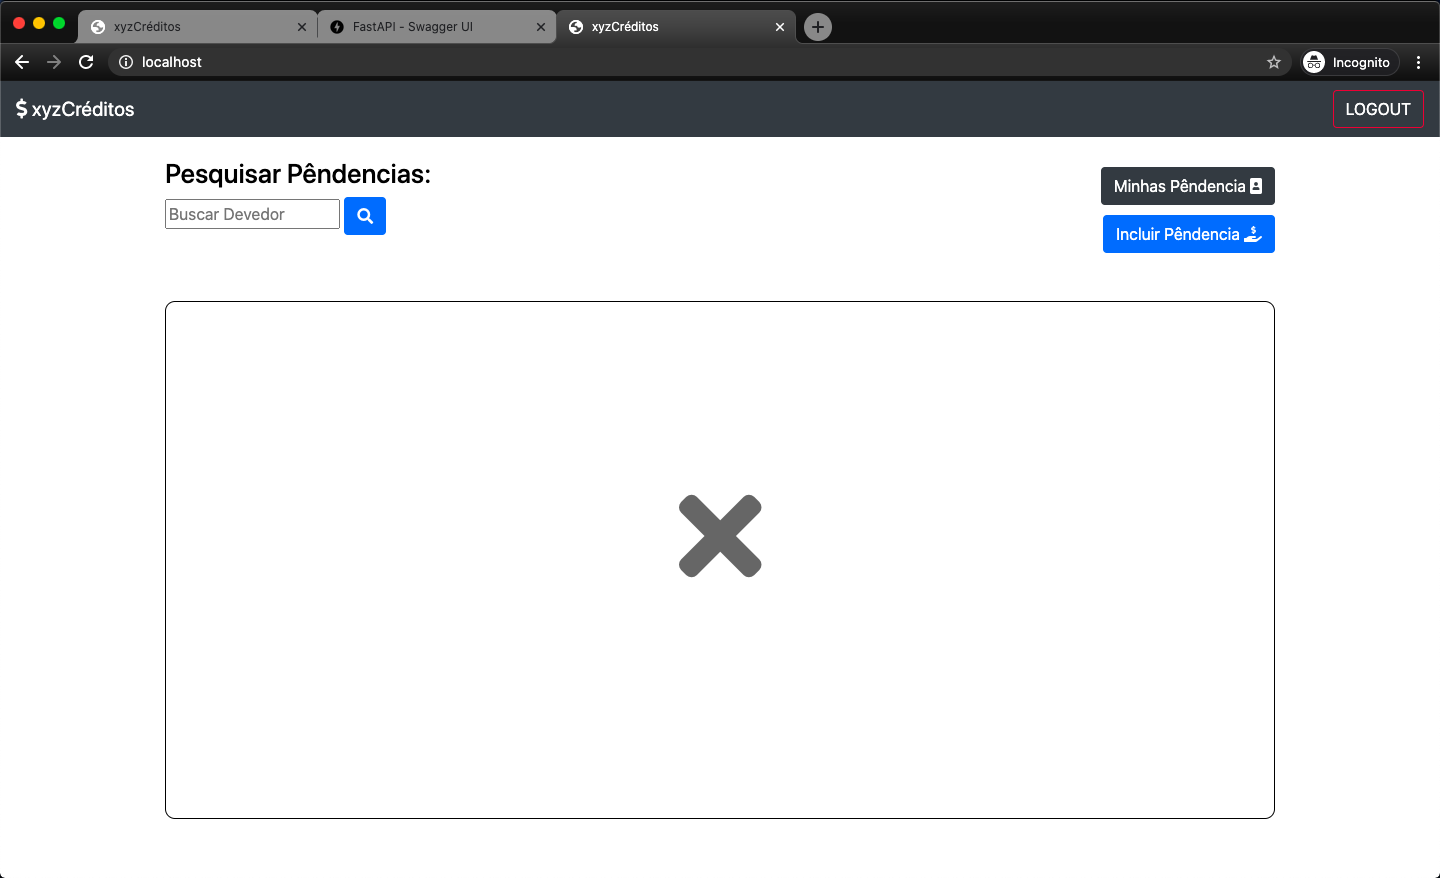 xyzCréditos
FastAPI - Swagger UI
xyzCréditos
localhost
Incognito
$ xyzCréditos
LOGOUT
Pesquisar Pêndencias:
Buscar Devedor
Minhas Pêndencia
Incluir Pêndencia